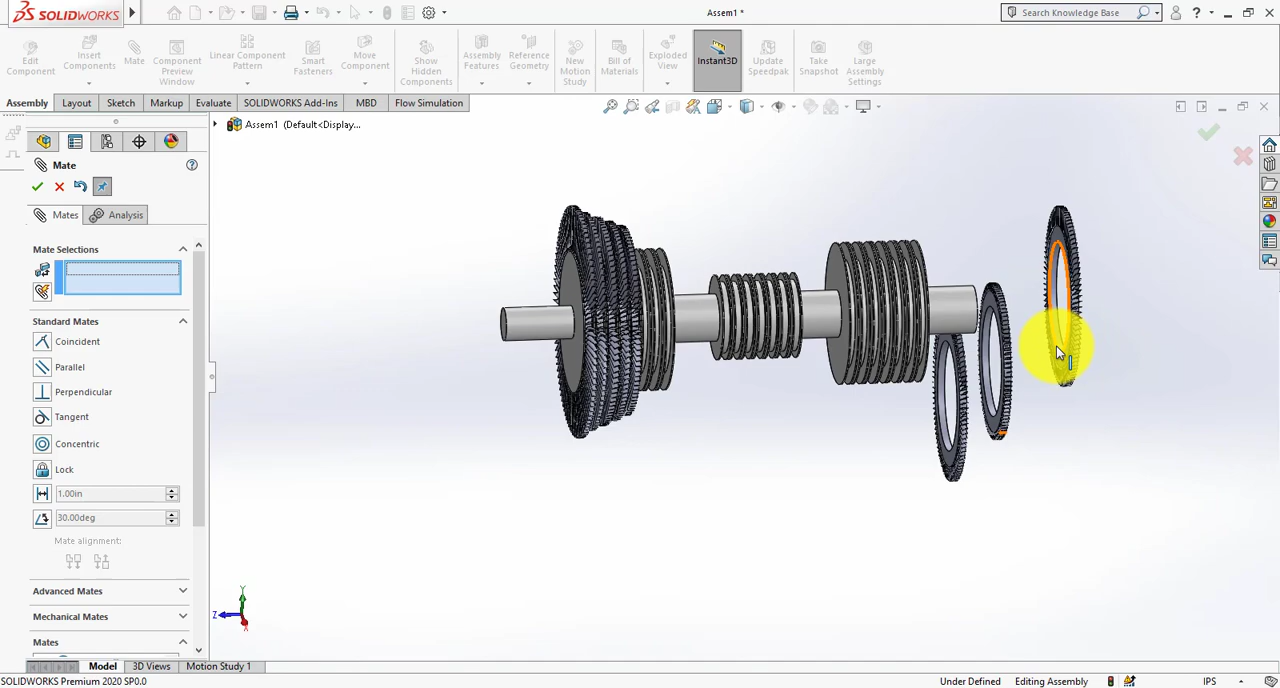 SOLIDWORKS
Assem1 *
Search Knowledge Base
Edit Component
Insert Components
Mate
Component Preview Window
Linear Component Pattern
Smart Fasteners
Move Component
Show Hidden Components
Assembly Features
Reference Geometry
New Motion Study
Bill of Materials
Exploded View
Instant3D
Update Speedpak
Take Snapshot
Large Assembly Settings
Assembly
Layout
Sketch
Markup
Evaluate
SOLIDWORKS Add-Ins
MBD
Flow Simulation
Assem1 (Default<Display...
Mate
Mates
Analysis
Mate Selections
Standard Mates
Coincident
Parallel
Perpendicular
Tangent
Concentric
Lock
1.00in
30.00deg
Mate alignment:
Advanced Mates
Mechanical Mates
Mates
Y
Z
X
Model
3D Views
Motion Study 1
SOLIDWORKS Premium 2020 SP0.0
Under Defined
Editing Assembly
IPS